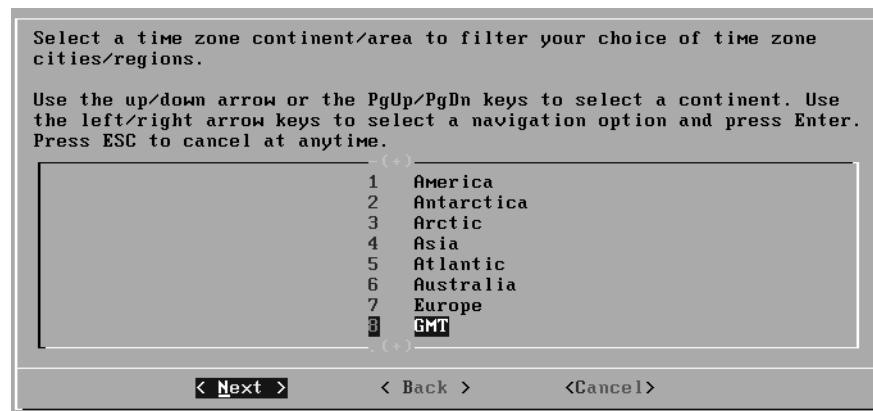 Select a time zone continent/area to filter your choice of time zone
cities/regions.
Use the up/down arrow or the PgUp/PgDn keys to select a continent. Use
the left/right arrow keys to select a navigation option and press Enter.
Press ESC to cancel at anytime.
(+)
1 America
2 Antarctica
3 Arctic
4 Asia
5 Atlantic
6 Australia
7 Europe
8 GMT
(+)
< Next > < Back > <Cancel>